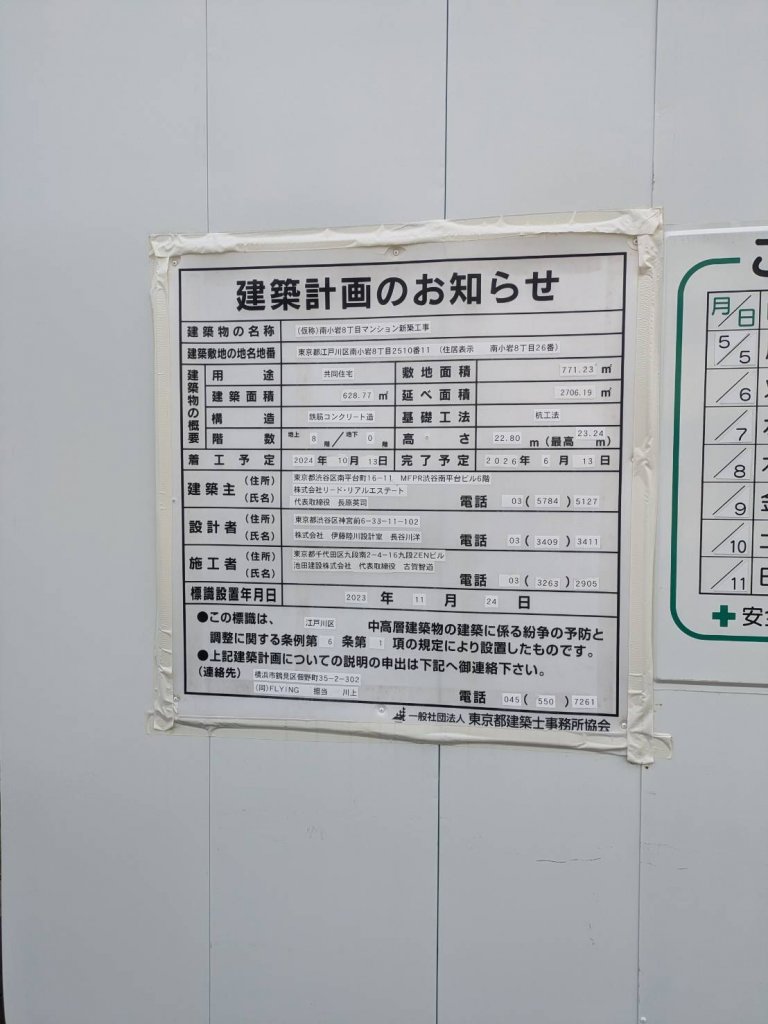 建築計画のお知らせ
建築物の名称 (仮称)南小岩8丁目マンション新築工事
建築敷地の地名地番 東京都江戸川区南小岩8丁目2510番11 (住居表示 南小岩8丁目26番)
建築物の概要
用途 共同住宅 敷地面積 771.23 ㎡
建築面積 628.77 ㎡ 延べ面積 2706.19 ㎡
構造 鉄筋コンクリート造 基礎工法 杭工法
階数 地上 8 階/地下 0 階 高さ 22.80 m (最高 23.24 m)
着工予定 2024年10月13日 完了予定 2026年6月13日
建築主 (住所) 東京都渋谷区南平台町16-11 MFPR渋谷南平台ビル6階
株式会社リード・リアルエステート
(氏名) 代表取締役 長原英司 電話 03(5784)5127
設計者 (住所) 東京都渋谷区神宮前6-33-11-102
(氏名) 株式会社 伊藤陸川設計室 長谷川洋 電話 03(3409)3411
施工者 (住所) 東京都千代田区九段南2-4-16九段ZENビル
(氏名) 池田建設株式会社 代表取締役 古賀智道 電話 03(3263)2905
標識設置年月日 2023 年 11 月 24 日
●この標識は、 江戸川区 中高層建築物の建築に係る紛争の予防と
調整に関する条例第 6 条第 1 項の規定により設置したものです。
●上記建築計画についての説明の申出は下記へ御連絡下さい。
(連絡先) 横浜市鶴見区獅子町35-2-302
(同)FLYING 担当 川上 電話 045(550)7261
一般社団法人 東京都建築士事務所協会
月/日
5/5
/6
/7
/8
/9
/10
/11
安